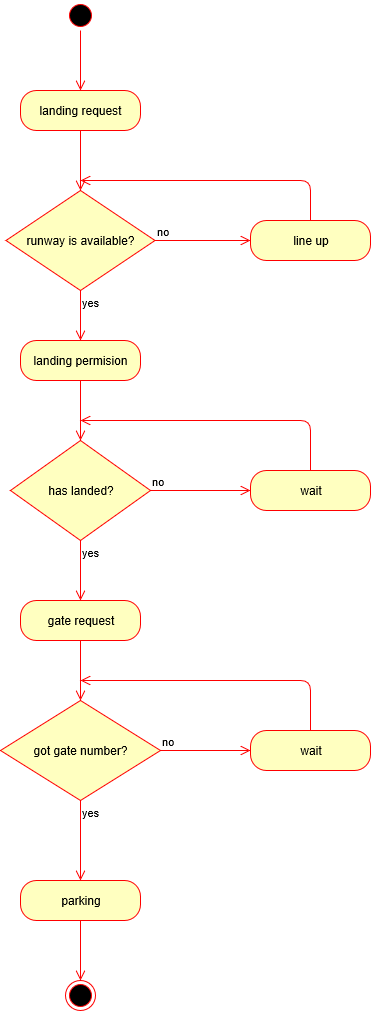 landing request
runway is available?
no
line up
yes
landing permision
has landed?
no
wait
yes
gate request
got gate number?
no
wait
yes
parking